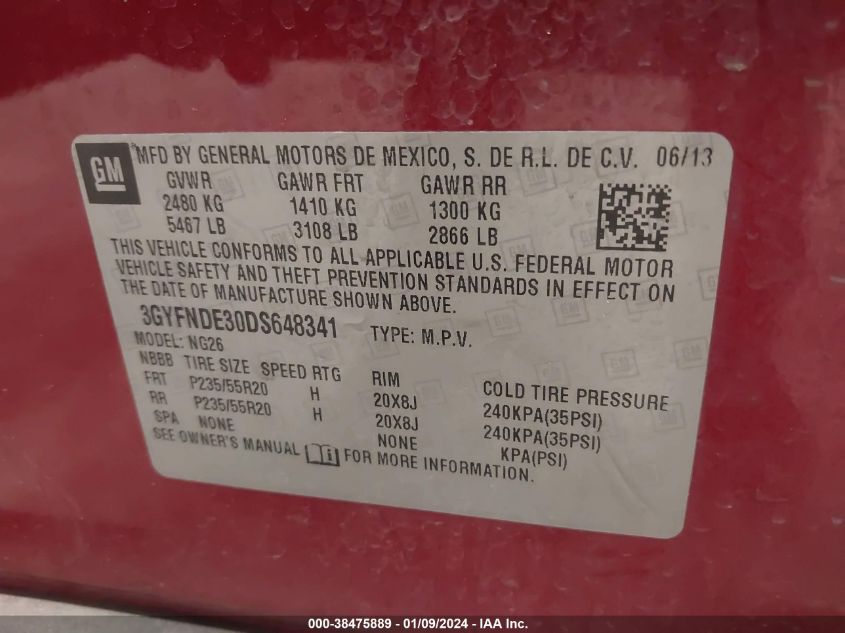 GM
MFD BY GENERAL MOTORS DE MEXICO, S. DE R.L. DE C.V. 06/13
GVWR GAWR FRT GAWR RR
2480 KG 1410 KG 1300 KG
5467 LB 3108 LB 2866 LB
THIS VEHICLE CONFORMS TO ALL APPLICABLE U.S. FEDERAL MOTOR
VEHICLE SAFETY AND THEFT PREVENTION STANDARDS IN EFFECT ON
THE DATE OF MANUFACTURE SHOWN ABOVE.
3GYFNDE30DS648341 TYPE: M.P.V.
MODEL: NG26
NBBB TIRE SIZE SPEED RTG RIM COLD TIRE PRESSURE
FRT P235/55R20 H 20X8J 240KPA(35PSI)
RR P235/55R20 H 20X8J 240KPA(35PSI)
SPA NONE NONE KPA(PSI)
SEE OWNER'S MANUAL FOR MORE INFORMATION.
000-38475889 - 01/09/2024 - IAA Inc.